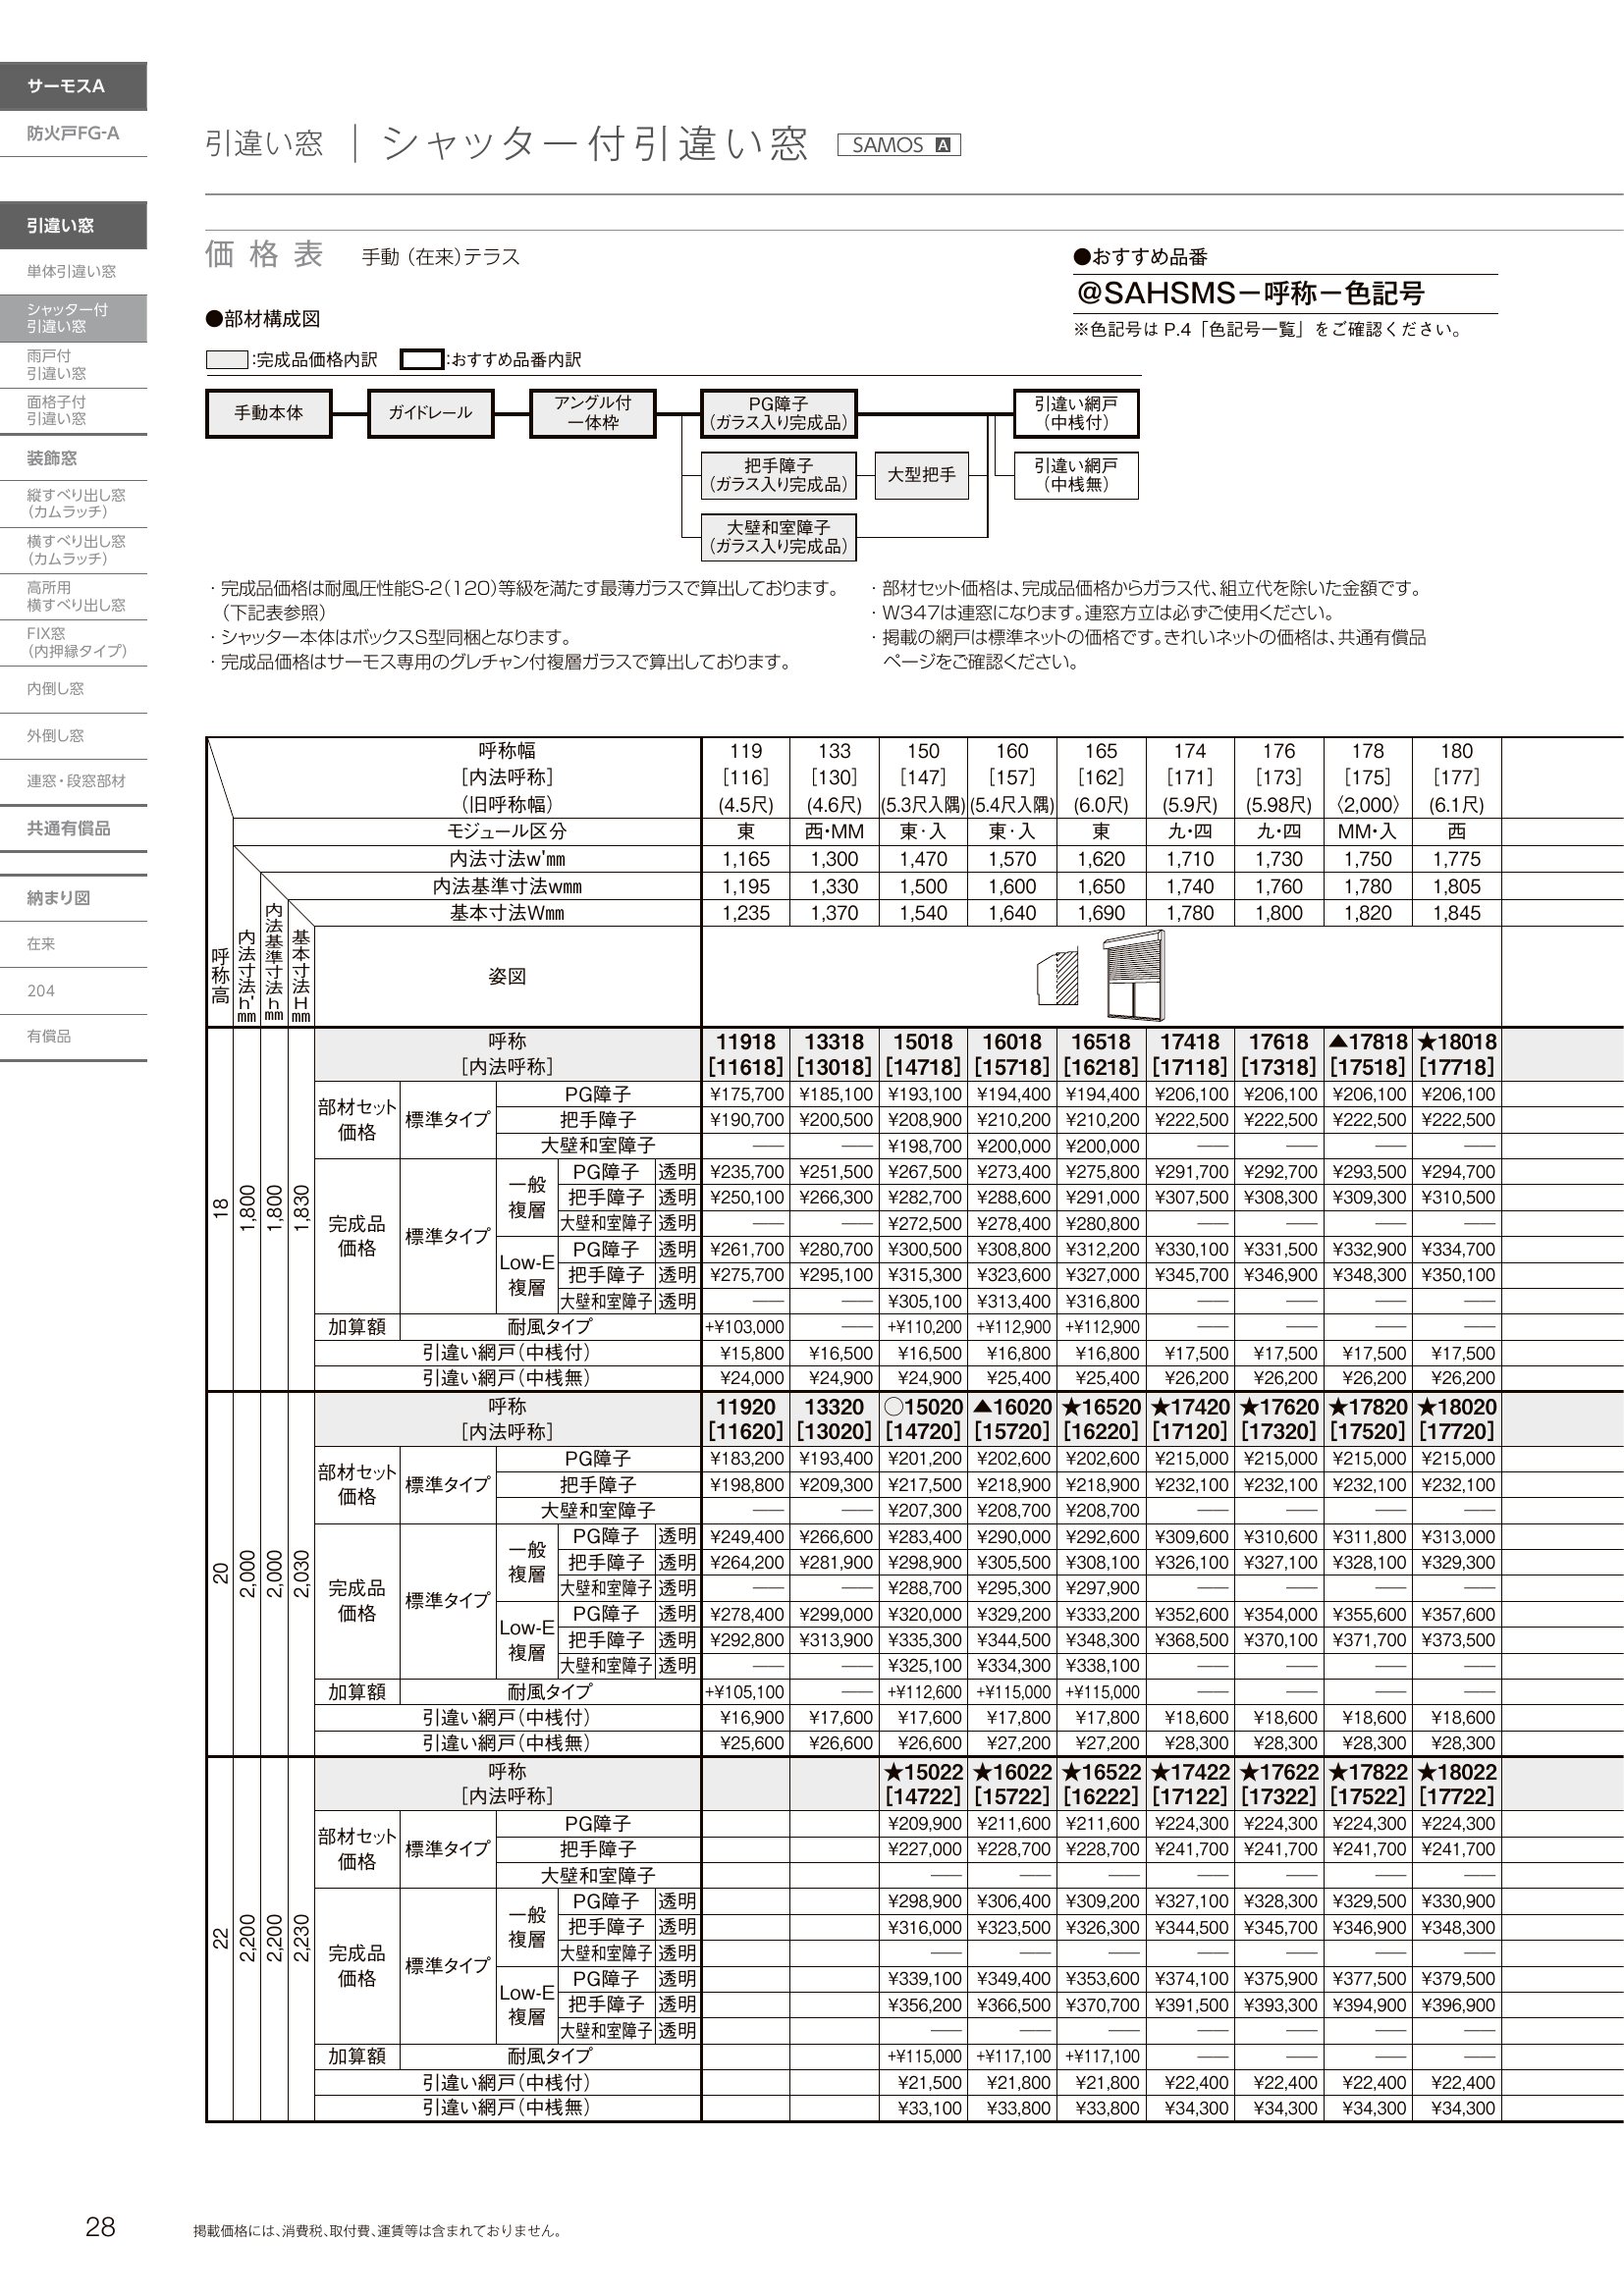 サーモスA
防火戸FG-A
引違い窓
単体引違い窓
シャッター付
引違い窓
雨戸付
引違い窓
面格子付
引違い窓
装飾窓
縦すべり出し窓
（カムラッチ）
横すべり出し窓
（カムラッチ）
高所用
横すべり出し窓
FIX窓
（内押縁タイプ）
内倒し窓
外倒し窓
連窓・段窓部材
共通有償品
納まり図
在来
204
有償品
引違い窓 | シャッター付引違い窓 SAMOS A
価格表 手動（在来）テラス
●おすすめ品番
@SAHSMS－呼称－色記号
※色記号は P.4「色記号一覧」をご確認ください。
●部材構成図
:完成品価格内訳 :おすすめ品番内訳
手動本体 ガイドレール アングル付一体枠 PG障子（ガラス入り完成品） 引違い網戸（中桟付）
把手障子（ガラス入り完成品） 大型把手 引違い網戸（中桟無）
大壁和室障子（ガラス入り完成品）
・完成品価格は耐風圧性能S-2（120）等級を満たす最薄ガラスで算出しております。
（下記表参照）
・シャッター本体はボックスS型同梱となります。
・完成品価格はサーモス専用のグレチャン付複層ガラスで算出しております。
・部材セット価格は、完成品価格からガラス代、組立代を除いた金額です。
・W347は連窓になります。連窓方立は必ずご使用ください。
・掲載の網戸は標準ネットの価格です。きれいネットの価格は、共通有償品
ページをご確認ください。
呼称幅 119 133 150 160 165 174 176 178 180
［内法呼称］ [116] [130] [147] [157] [162] [171] [173] [175] [177]
（旧呼称幅） (4.5尺) (4.6尺) (5.3尺入隅) (5.4尺入隅) (6.0尺) (5.9尺) (5.98尺) 〈2,000〉 (6.1尺)
モジュール区分 東 西・MM 東・入 東・入 東 九・四 九・四 MM・入 西
内法寸法w'mm 1,165 1,300 1,470 1,570 1,620 1,710 1,730 1,750 1,775
内法基準寸法wmm 1,195 1,330 1,500 1,600 1,650 1,740 1,760 1,780 1,805
基本寸法Wmm 1,235 1,370 1,540 1,640 1,690 1,780 1,800 1,820 1,845
呼称高 内法寸法h'mm 内法基準寸法hmm 基本寸法Hmm 姿図
18 1,800 1,800 1,830
呼称 11918 13318 15018 16018 16518 17418 17618 ▲17818 ★18018
［内法呼称］ [11618] [13018] [14718] [15718] [16218] [17118] [17318] [17518] [17718]
部材セット価格 標準タイプ PG障子 ¥175,700 ¥185,100 ¥193,100 ¥194,400 ¥194,400 ¥206,100 ¥206,100 ¥206,100 ¥206,100
把手障子 ¥190,700 ¥200,500 ¥208,900 ¥210,200 ¥210,200 ¥222,500 ¥222,500 ¥222,500 ¥222,500
大壁和室障子 ── ── ¥198,700 ¥200,000 ¥200,000 ── ── ── ──
完成品価格 標準タイプ 一般複層 PG障子 透明 ¥235,700 ¥251,500 ¥267,500 ¥273,400 ¥275,800 ¥291,700 ¥292,700 ¥293,500 ¥294,700
把手障子 透明 ¥250,100 ¥266,300 ¥282,700 ¥288,600 ¥291,000 ¥307,500 ¥308,300 ¥309,300 ¥310,500
大壁和室障子 透明 ── ── ¥272,500 ¥278,400 ¥280,800 ── ── ── ──
Low-E複層 PG障子 透明 ¥261,700 ¥280,700 ¥300,500 ¥308,800 ¥312,200 ¥330,100 ¥331,500 ¥332,900 ¥334,700
把手障子 透明 ¥275,700 ¥295,100 ¥315,300 ¥323,600 ¥327,000 ¥345,700 ¥346,900 ¥348,300 ¥350,100
大壁和室障子 透明 ── ── ¥305,100 ¥313,400 ¥316,800 ── ── ── ──
加算額 耐風タイプ +¥103,000 ── +¥110,200 +¥112,900 +¥112,900 ── ── ── ──
引違い網戸（中桟付） ¥15,800 ¥16,500 ¥16,500 ¥16,800 ¥16,800 ¥17,500 ¥17,500 ¥17,500 ¥17,500
引違い網戸（中桟無） ¥24,000 ¥24,900 ¥24,900 ¥25,400 ¥25,400 ¥26,200 ¥26,200 ¥26,200 ¥26,200
20 2,000 2,000 2,030
呼称 11920 13320 ○15020 ▲16020 ★16520 ★17420 ★17620 ★17820 ★18020
［内法呼称］ [11620] [13020] [14720] [15720] [16220] [17120] [17320] [17520] [17720]
部材セット価格 標準タイプ PG障子 ¥183,200 ¥193,400 ¥201,200 ¥202,600 ¥202,600 ¥215,000 ¥215,000 ¥215,000 ¥215,000
把手障子 ¥198,800 ¥209,300 ¥217,500 ¥218,900 ¥218,900 ¥232,100 ¥232,100 ¥232,100 ¥232,100
大壁和室障子 ── ── ¥207,300 ¥208,700 ¥208,700 ── ── ── ──
完成品価格 標準タイプ 一般複層 PG障子 透明 ¥249,400 ¥266,600 ¥283,400 ¥290,000 ¥292,600 ¥309,600 ¥310,600 ¥311,800 ¥313,000
把手障子 透明 ¥264,200 ¥281,900 ¥298,900 ¥305,500 ¥308,100 ¥326,100 ¥327,100 ¥328,100 ¥329,300
大壁和室障子 透明 ── ── ¥288,700 ¥295,300 ¥297,900 ── ── ── ──
Low-E複層 PG障子 透明 ¥278,400 ¥299,000 ¥320,000 ¥329,200 ¥333,200 ¥352,600 ¥354,000 ¥355,600 ¥357,600
把手障子 透明 ¥292,800 ¥313,900 ¥335,300 ¥344,500 ¥348,300 ¥368,500 ¥370,100 ¥371,700 ¥373,500
大壁和室障子 透明 ── ── ¥325,100 ¥334,300 ¥338,100 ── ── ── ──
加算額 耐風タイプ +¥105,100 ── +¥112,600 +¥115,000 +¥115,000 ── ── ── ──
引違い網戸（中桟付） ¥16,900 ¥17,600 ¥17,600 ¥17,800 ¥17,800 ¥18,600 ¥18,600 ¥18,600 ¥18,600
引違い網戸（中桟無） ¥25,600 ¥26,600 ¥26,600 ¥27,200 ¥27,200 ¥28,300 ¥28,300 ¥28,300 ¥28,300
22 2,200 2,200 2,230
呼称 ★15022 ★16022 ★16522 ★17422 ★17622 ★17822 ★18022
［内法呼称］ [14722] [15722] [16222] [17122] [17322] [17522] [17722]
部材セット価格 標準タイプ PG障子 ¥209,900 ¥211,600 ¥211,600 ¥224,300 ¥224,300 ¥224,300 ¥224,300
把手障子 ¥227,000 ¥228,700 ¥228,700 ¥241,700 ¥241,700 ¥241,700 ¥241,700
大壁和室障子 ── ── ── ── ── ── ──
完成品価格 標準タイプ 一般複層 PG障子 透明 ¥298,900 ¥306,400 ¥309,200 ¥327,100 ¥328,300 ¥329,500 ¥330,900
把手障子 透明 ¥316,000 ¥323,500 ¥326,300 ¥344,500 ¥345,700 ¥346,900 ¥348,300
大壁和室障子 透明 ── ── ── ── ── ── ──
Low-E複層 PG障子 透明 ¥339,100 ¥349,400 ¥353,600 ¥374,100 ¥375,900 ¥377,500 ¥379,500
把手障子 透明 ¥356,200 ¥366,500 ¥370,700 ¥391,500 ¥393,300 ¥394,900 ¥396,900
大壁和室障子 透明 ── ── ── ── ── ── ──
加算額 耐風タイプ +¥115,000 +¥117,100 +¥117,100 ── ── ── ──
引違い網戸（中桟付） ¥21,500 ¥21,800 ¥21,800 ¥22,400 ¥22,400 ¥22,400 ¥22,400
引違い網戸（中桟無） ¥33,100 ¥33,800 ¥33,800 ¥34,300 ¥34,300 ¥34,300 ¥34,300
28
掲載価格には、消費税、取付費、運賃等は含まれておりません。